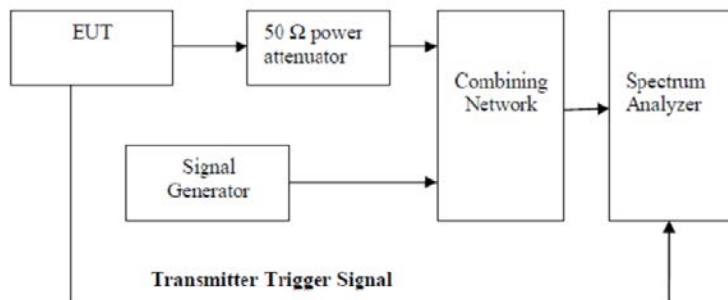 EUT
50 Ω power
attenuator
Combining
Network
Spectrum
Analyzer
Signal
Generator
Transmitter Trigger Signal